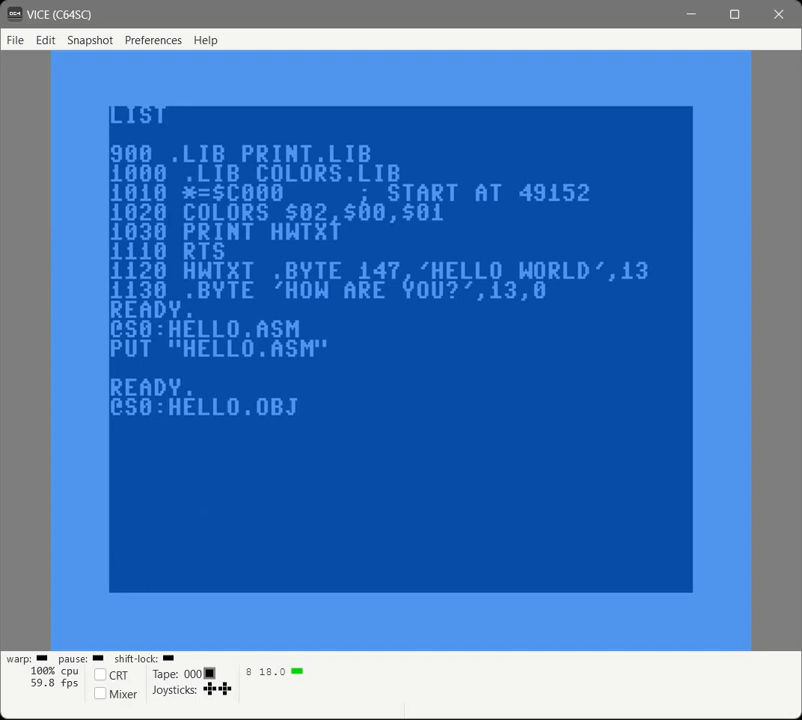 VICE (C64SC)
File Edit Snapshot Preferences Help
LIST
900 .LIB PRINT.LIB
1000 .LIB COLORS.LIB
1010 *=$C000 ; START AT 49152
1020 COLORS $02,$00,$01
1030 PRINT HWTXT
1110 RTS
1120 HWTXT .BYTE 147,'HELLO WORLD',13
1130 .BYTE 'HOW ARE YOU?',13,0
READY.
@S0:HELLO.ASM
PUT "HELLO.ASM"
READY.
@S0:HELLO.OBJ
warp: pause: shift-lock:
100% cpu
59.8 fps
CRT
Mixer
Tape: 000
Joysticks:
8 18.0